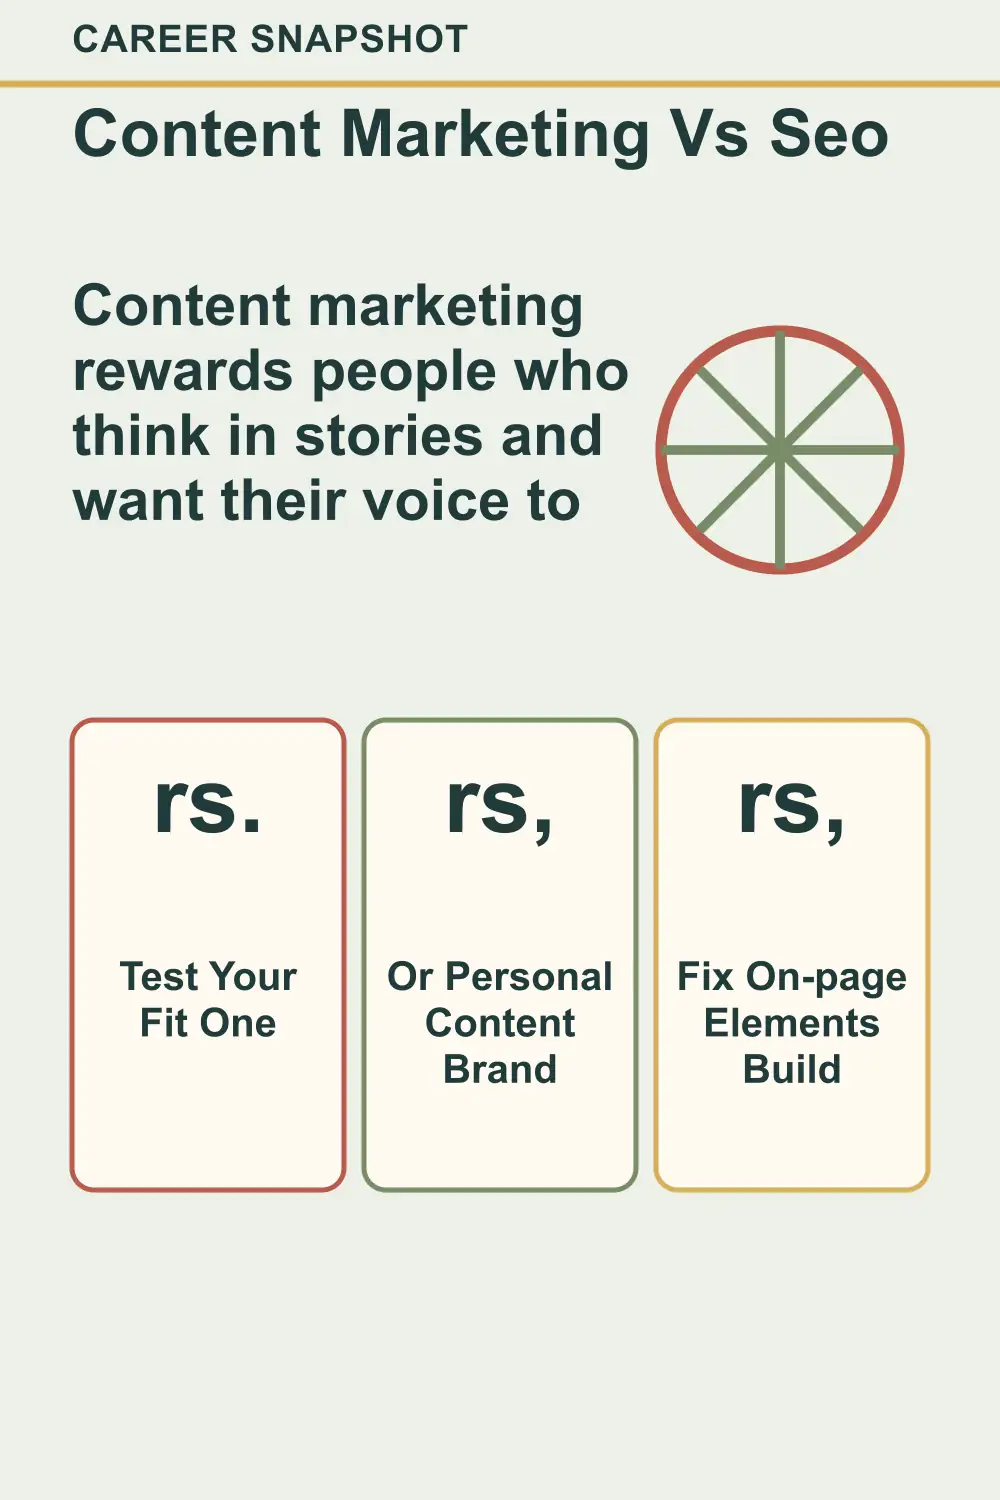 CAREER SNAPSHOT
Content Marketing Vs Seo
Content marketing
rewards people who
think in stories and
want their voice to
rs.
Test Your
Fit One
rs,
Or Personal
Content
Brand
rs,
Fix On-page
Elements
Build